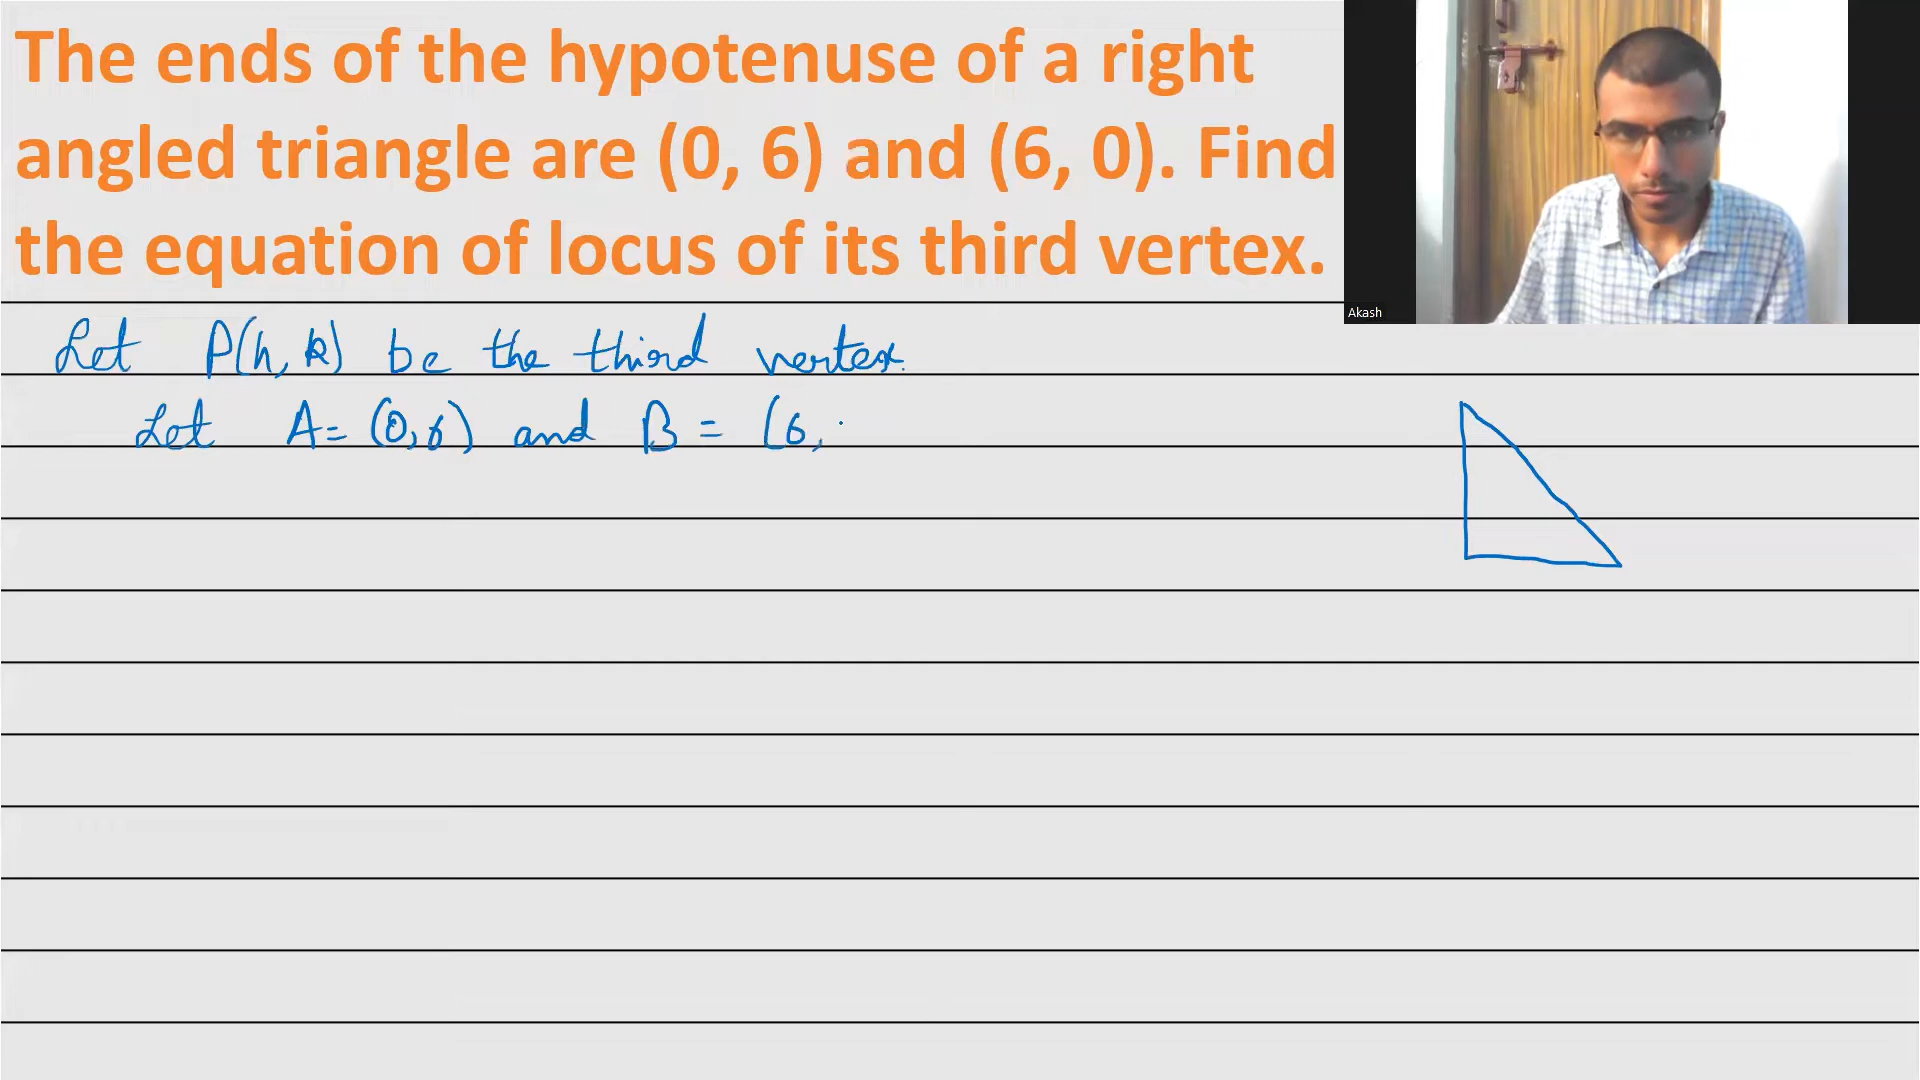 The ends of the hypotenuse of a right
angled triangle are (0, 6) and (6, 0). Find
the equation of locus of its third vertex.
Akash
Let P(h, k) be the third vertex.
Let A= (0,6) and B = (6,